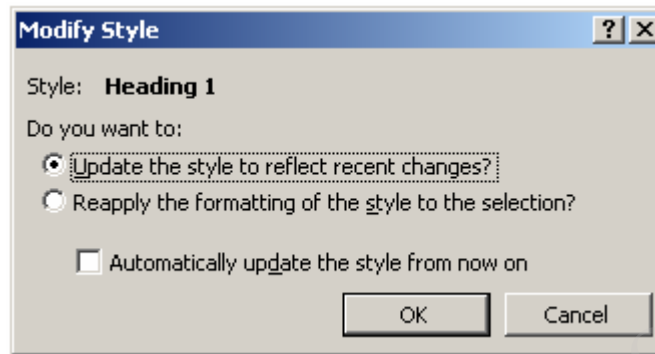 Modify Style
Style: Heading 1
Do you want to:
Update the style to reflect recent changes?
Reapply the formatting of the style to the selection?
Automatically update the style from now on
OK Cancel